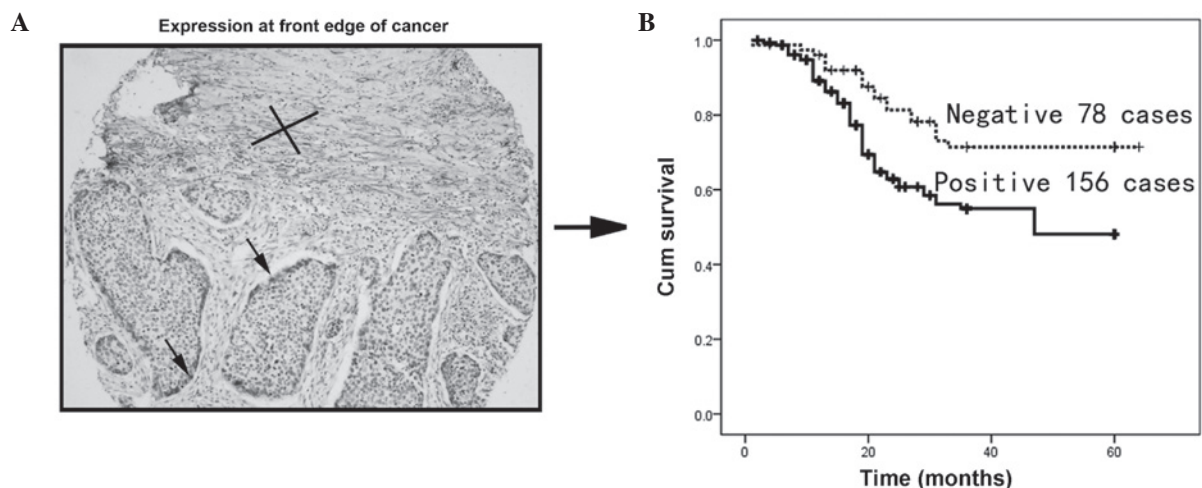 A
Expression at front edge of cancer
B
Cum survival
1.0
0.8
0.6
0.4
0.2
0.0
Negative 78 cases
Positive 156 cases
0
20
40
60
Time (months)